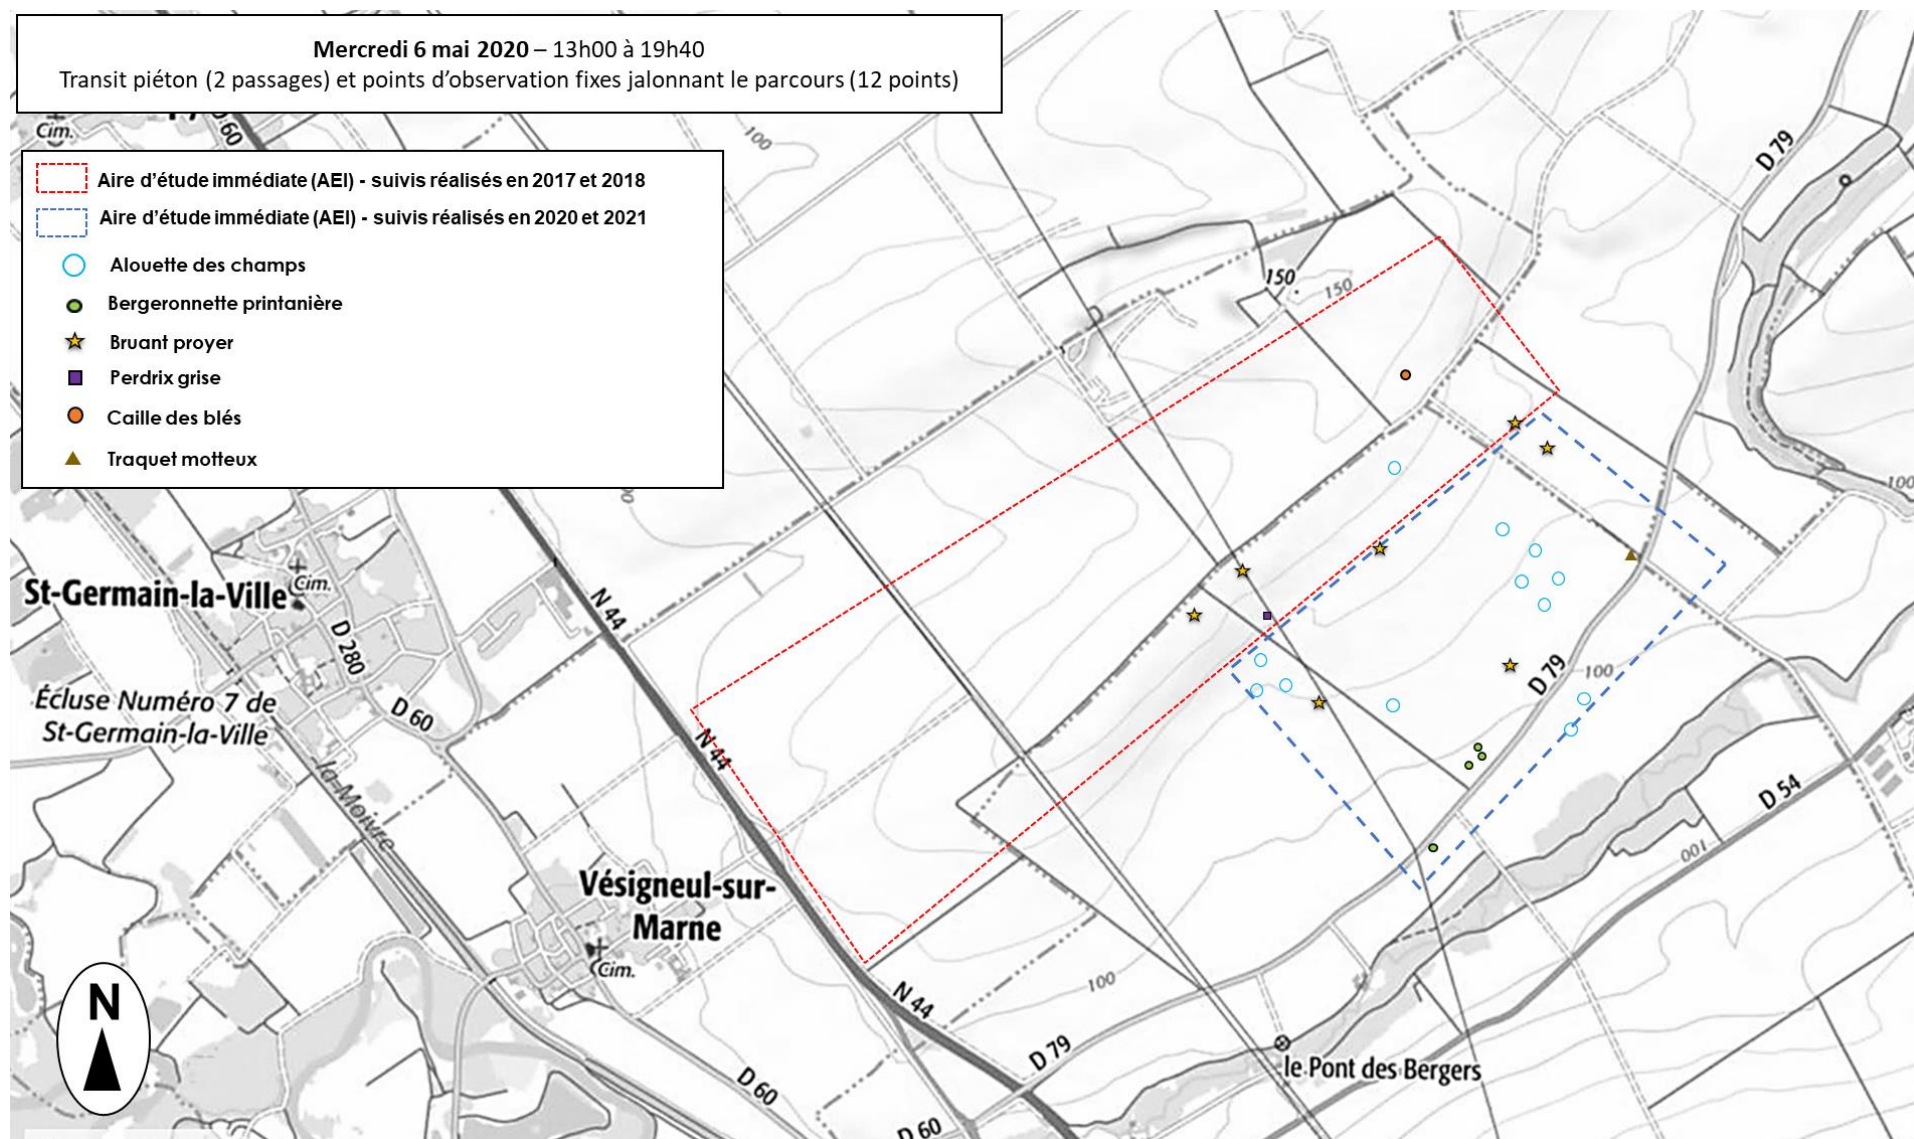 Mercredi 6 mai 2020 – 13h00 à 19h40
Transit piéton (2 passages) et points d'observation fixes jalonnant le parcours (12 points)
Cim.
60
100
D 79
Aire d'étude immédiate (AEI) - suivis réalisés en 2017 et 2018
Aire d'étude immédiate (AEI) - suivis réalisés en 2020 et 2021
Alouette des champs
Bergeronnette printanière
Bruant proyer
Perdrix grise
Caille des blés
Traquet motteux
150
150
100
St-Germain-la-Ville
Cim.
N 44
D 280
D 60
Écluse Numéro 7 de
St-Germain-la-Ville
N 44
la Moivre
D 79
100
D 54
100
Vésigneul-sur-
Marne
Cim.
100
N 44
N
D 79
le Pont des Bergers
D 60
D 60